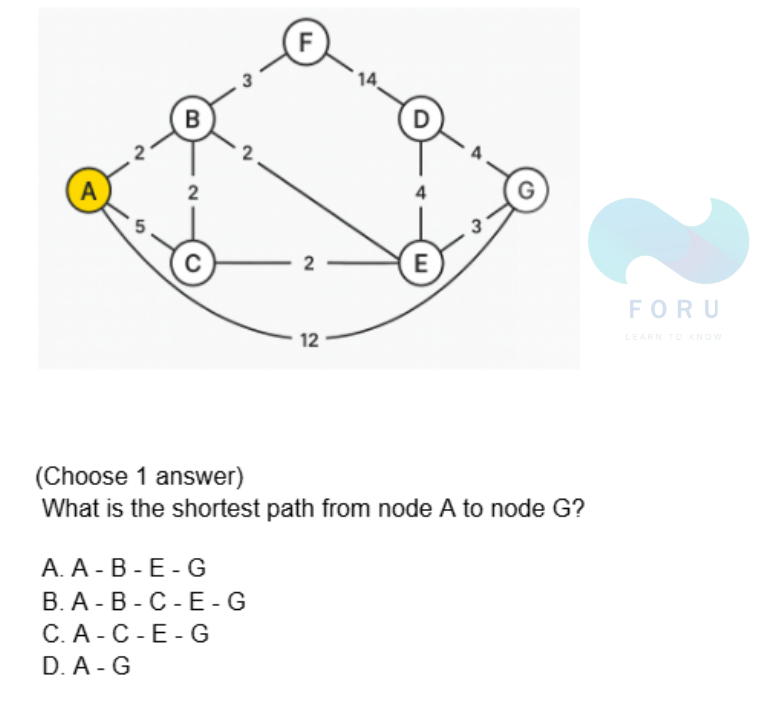 F
3
14
B
D
2
2
4
A
2
4
G
5
3
C
2
E
12
FORU
LEARN TO KNOW
(Choose 1 answer)
What is the shortest path from node A to node G?
A. A - B - E - G
B. A - B - C - E - G
C. A - C - E - G
D. A - G